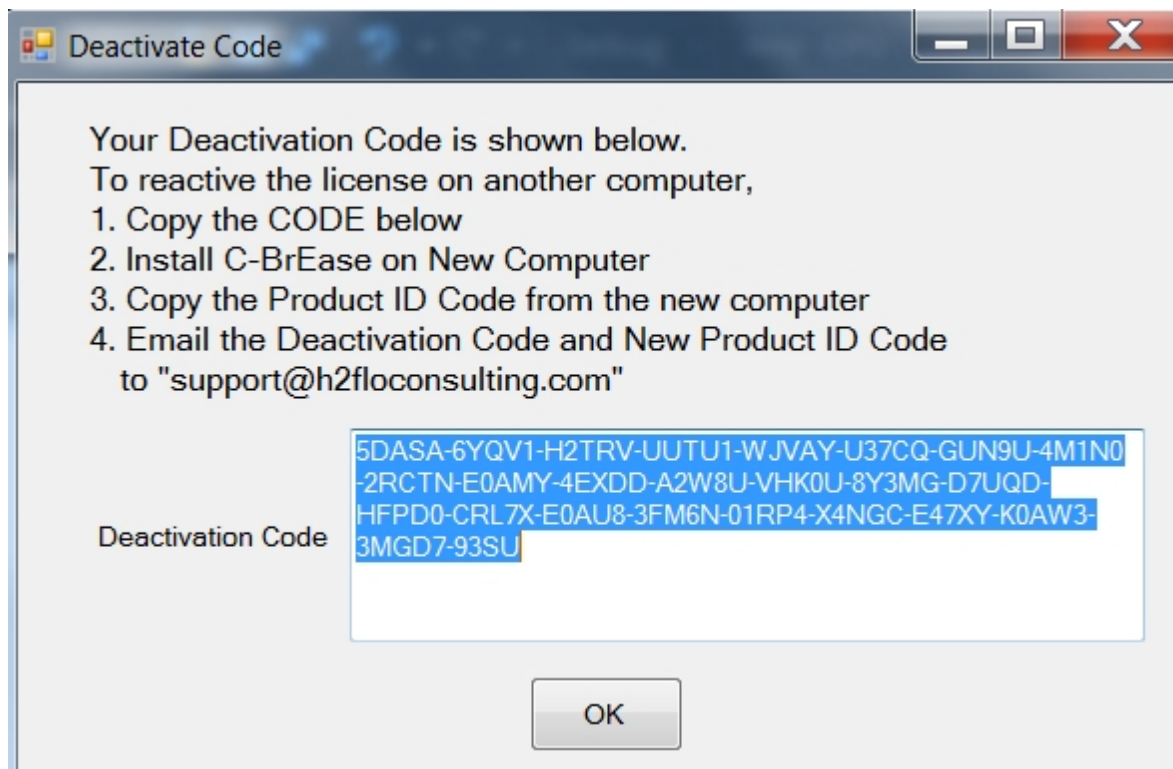 Deactivate Code
Your Deactivation Code is shown below.
To reactive the license on another computer,
1. Copy the CODE below
2. Install C-BrEase on New Computer
3. Copy the Product ID Code from the new computer
4. Email the Deactivation Code and New Product ID Code
to "support@h2floconsulting.com"
5DASA-6YQV1-H2TRV-UUTU1-WJVAY-U37CQ-GUN9U-4M1N0
-2RCTN-E0AMY-4EXDD-A2W8U-VHK0U-8Y3MG-D7UQD-
HFPD0-CRL7X-E0AU8-3FM6N-01RP4-X4NGC-E47XY-K0AW3-
3MGD7-93SU
Deactivation Code
OK